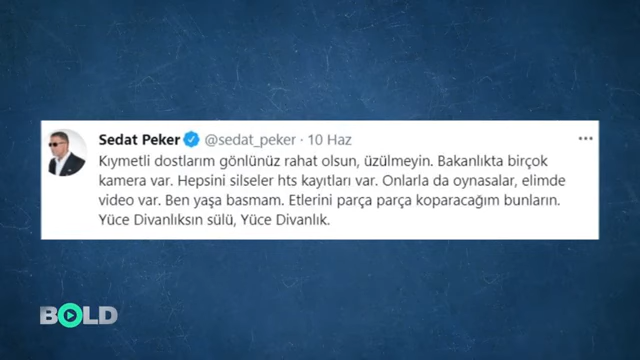 Sedat Peker @sedat_peker · 10 Haz
Kıymetli dostlarım gönlünüz rahat olsun, üzülmeyin. Bakanlıkta birçok
kamera var. Hepsini silseler hts kayıtları var. Onlarla da oynasalar, elimde
video var. Ben yaşa basmam. Etlerini parça parça koparacağım bunların.
Yüce Divanlıksın sülü, Yüce Divanlık.
BOLD